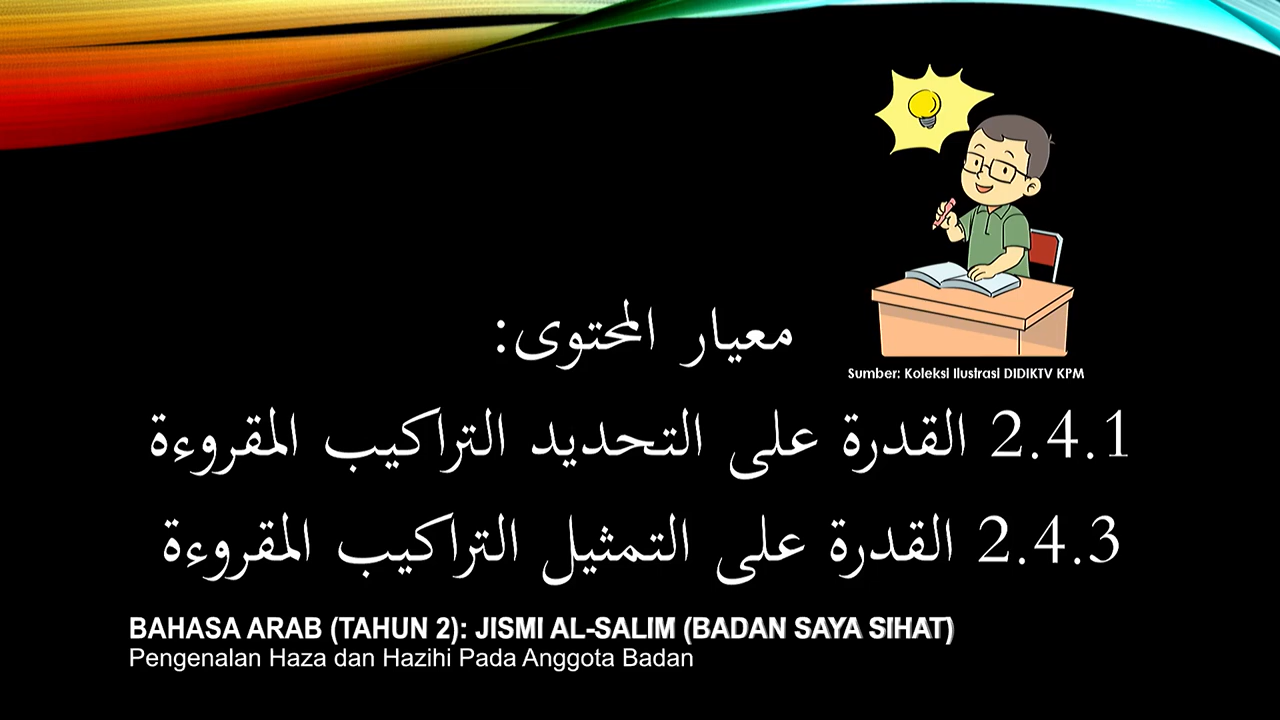 Sumber: Koleksi Ilustrasi DIDIKTV KPM
معيار المحتوى:
2.4.1 القدرة على التحديد التراكيب المقروءة
2.4.3 القدرة على التمثيل التراكيب المقروءة
BAHASA ARAB (TAHUN 2): JISMI AL-SALIM (BADAN SAYA SIHAT)
Pengenalan Haza dan Hazihi Pada Anggota Badan